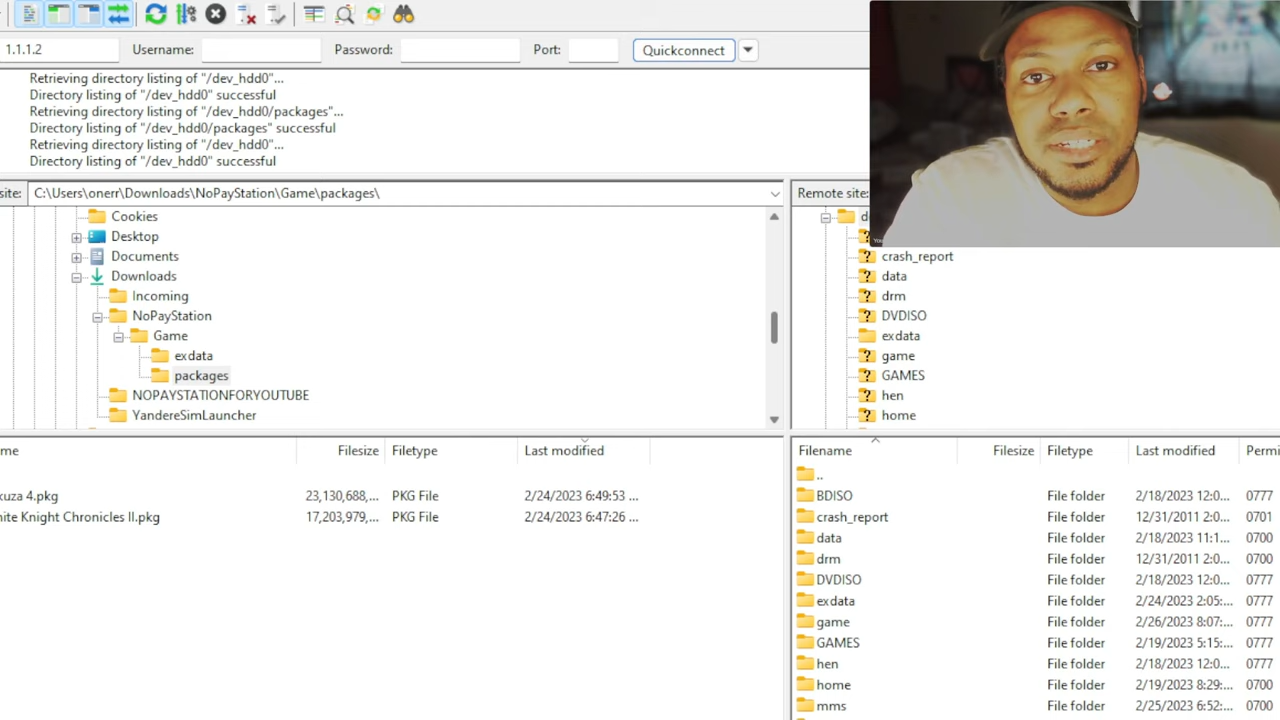 1.1.1.2 Username: Password: Port: Quickconnect
Retrieving directory listing of "/dev_hdd0"...
Directory listing of "/dev_hdd0" successful
Retrieving directory listing of "/dev_hdd0/packages"...
Directory listing of "/dev_hdd0/packages" successful
Retrieving directory listing of "/dev_hdd0"...
Directory listing of "/dev_hdd0" successful
site: C:\Users\onerr\Downloads\NoPayStation\Game\packages\
Cookies
Desktop
Documents
Downloads
Incoming
NoPayStation
Game
exdata
packages
NOPAYSTATIONFORYOUTUBE
YandereSimLauncher
Remote site:
crash_report
data
drm
DVDISO
exdata
game
GAMES
hen
home
me Filesize Filetype Last modified
kuza 4.pkg 23,130,688,... PKG File 2/24/2023 6:49:53 ...
ite Knight Chronicles II.pkg 17,203,979,... PKG File 2/24/2023 6:47:26 ...
Filename Filesize Filetype Last modified Permi
..
BDISO File folder 2/18/2023 12:0... 0777
crash_report File folder 12/31/2011 2:0... 0701
data File folder 2/18/2023 11:1... 0700
drm File folder 12/31/2011 2:0... 0700
DVDISO File folder 2/18/2023 12:0... 0777
exdata File folder 2/24/2023 2:05:... 0777
game File folder 2/26/2023 8:07:... 0777
GAMES File folder 2/19/2023 5:15:... 0777
hen File folder 2/18/2023 12:0... 0777
home File folder 2/19/2023 8:29:... 0700
mms File folder 2/25/2023 6:52:... 0700